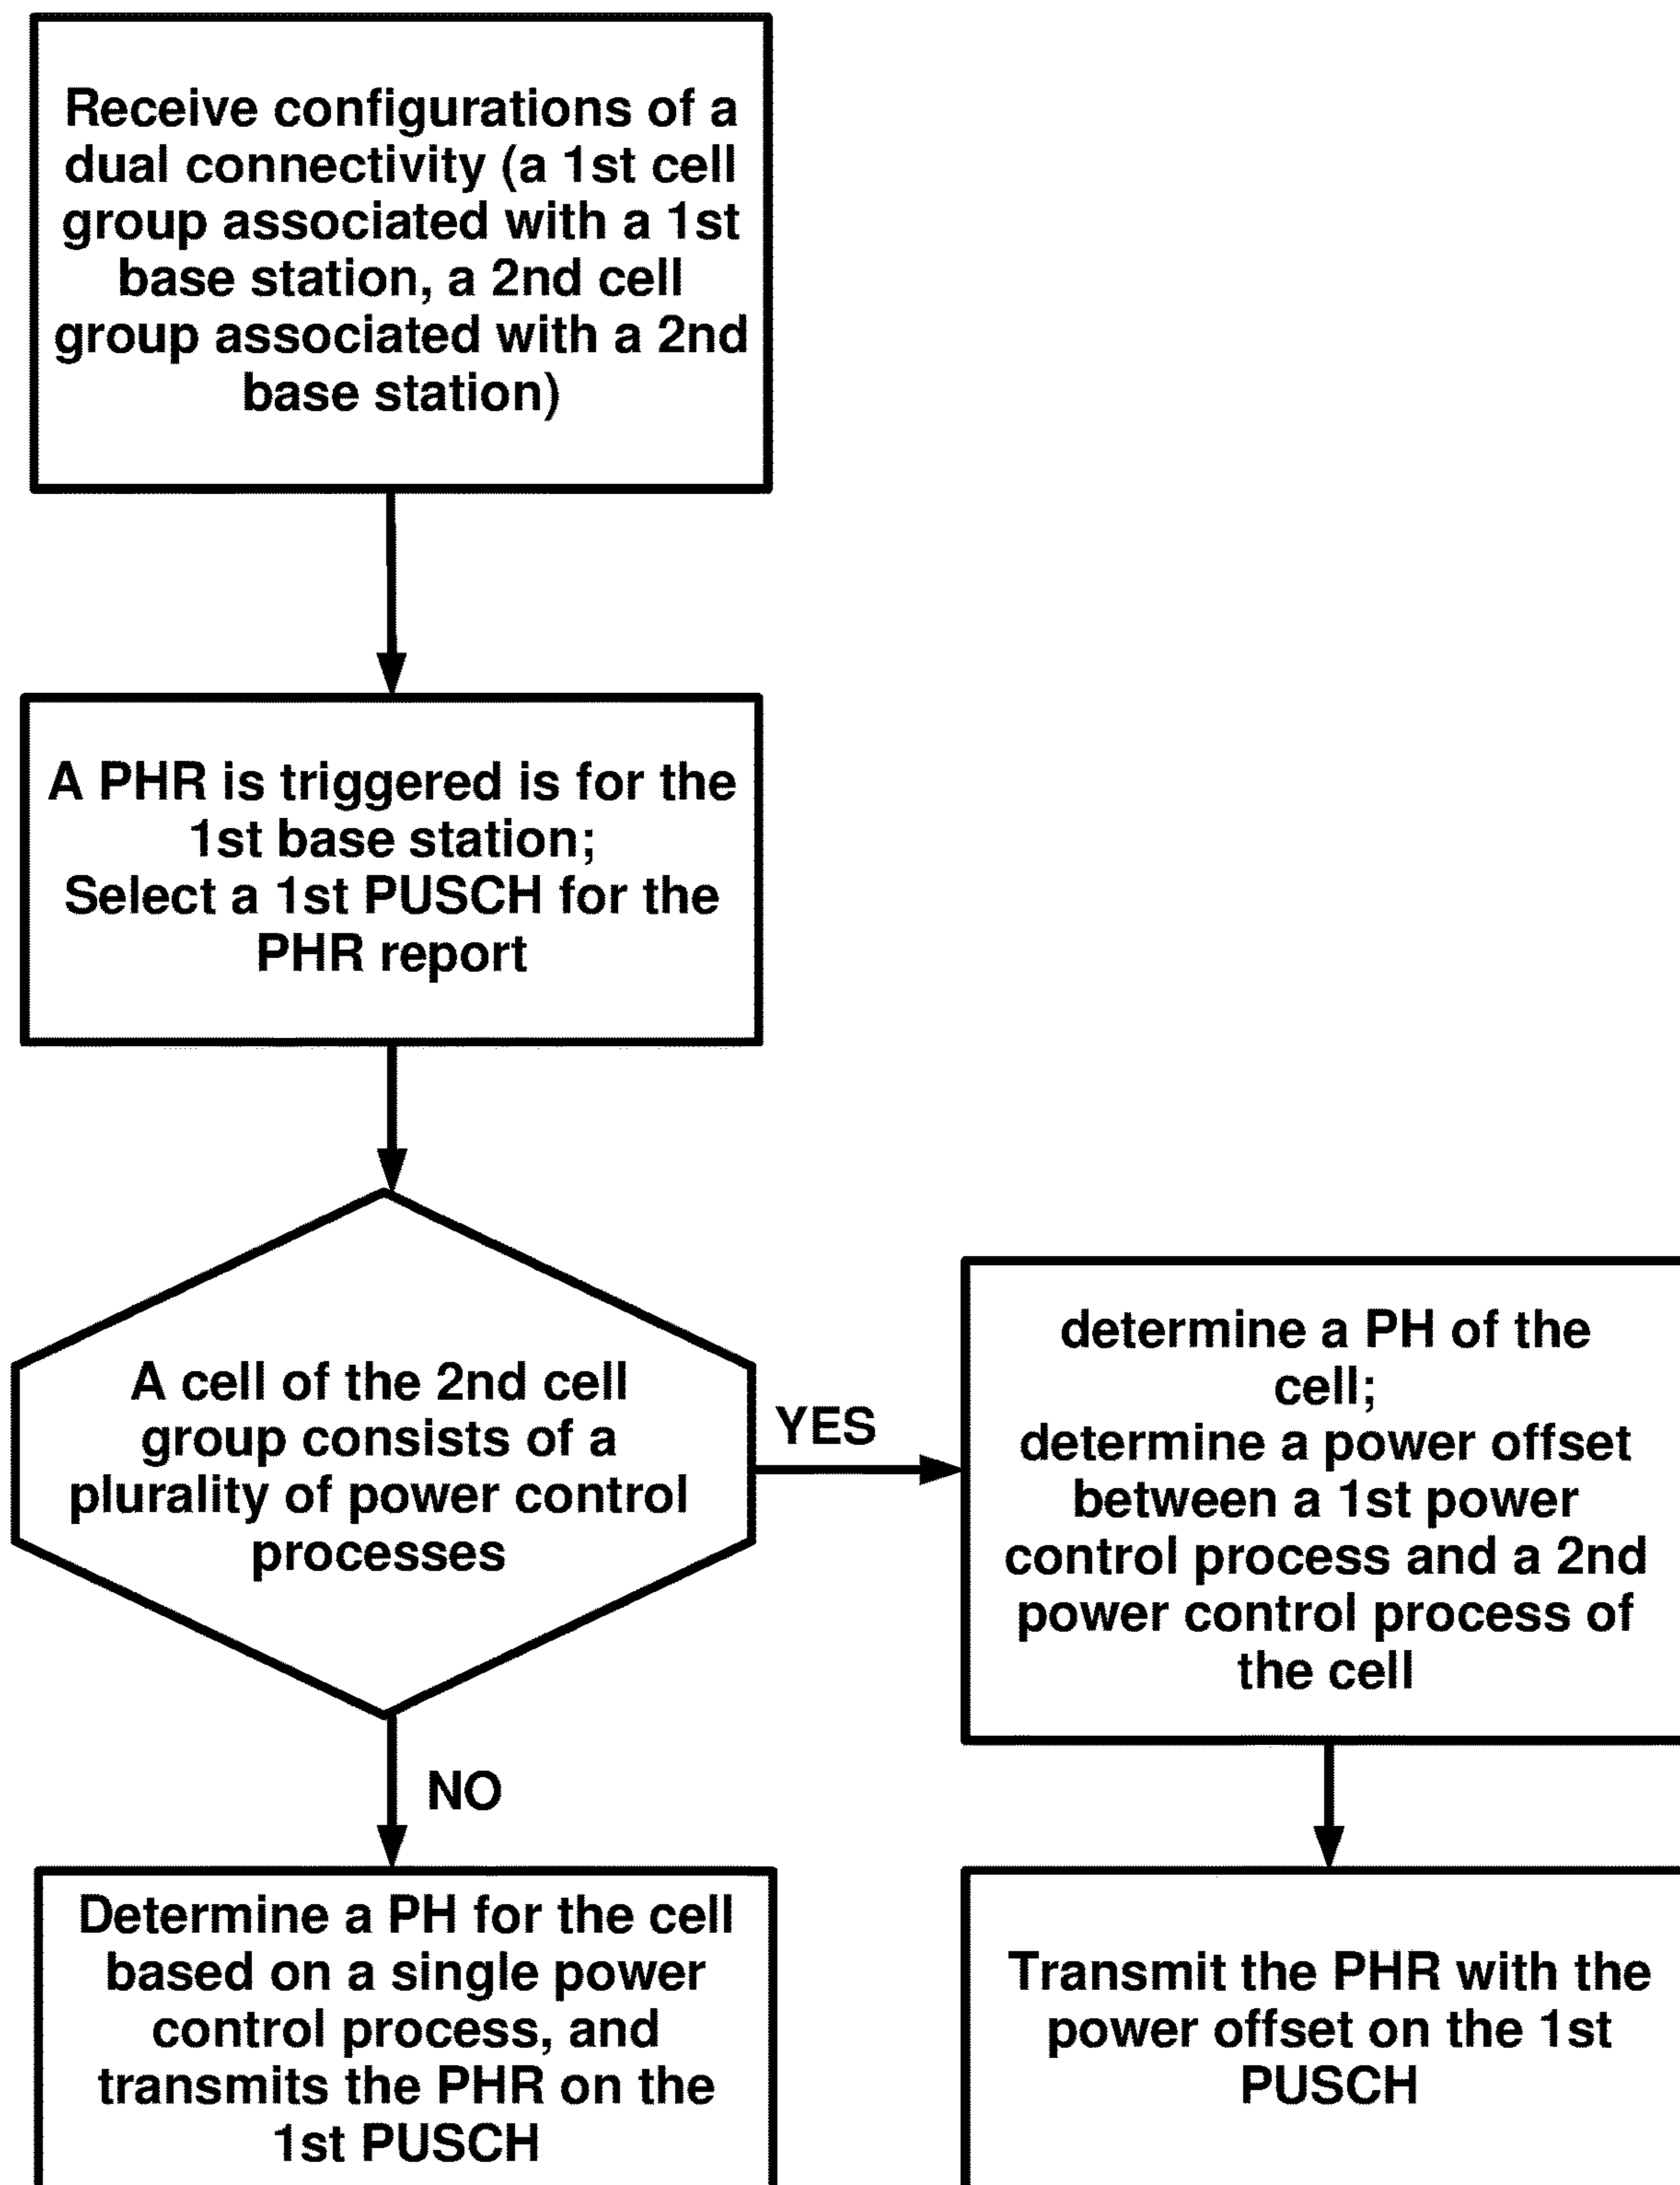 Receive configurations of a
dual connectivity (a 1st cell
group associated with a 1st
base station, a 2nd cell
group associated with a 2nd
base station)
A PHR is triggered is for the
1st base station;
Select a 1st PUSCH for the
PHR report
A cell of the 2nd cell
group consists of a
plurality of power control
processes
YES
determine a PH of the
cell;
determine a power offset
between a 1st power
control process and a 2nd
power control process of
the cell
NO
Determine a PH for the cell
based on a single power
control process, and
transmits the PHR on the
1st PUSCH
Transmit the PHR with the
power offset on the 1st
PUSCH